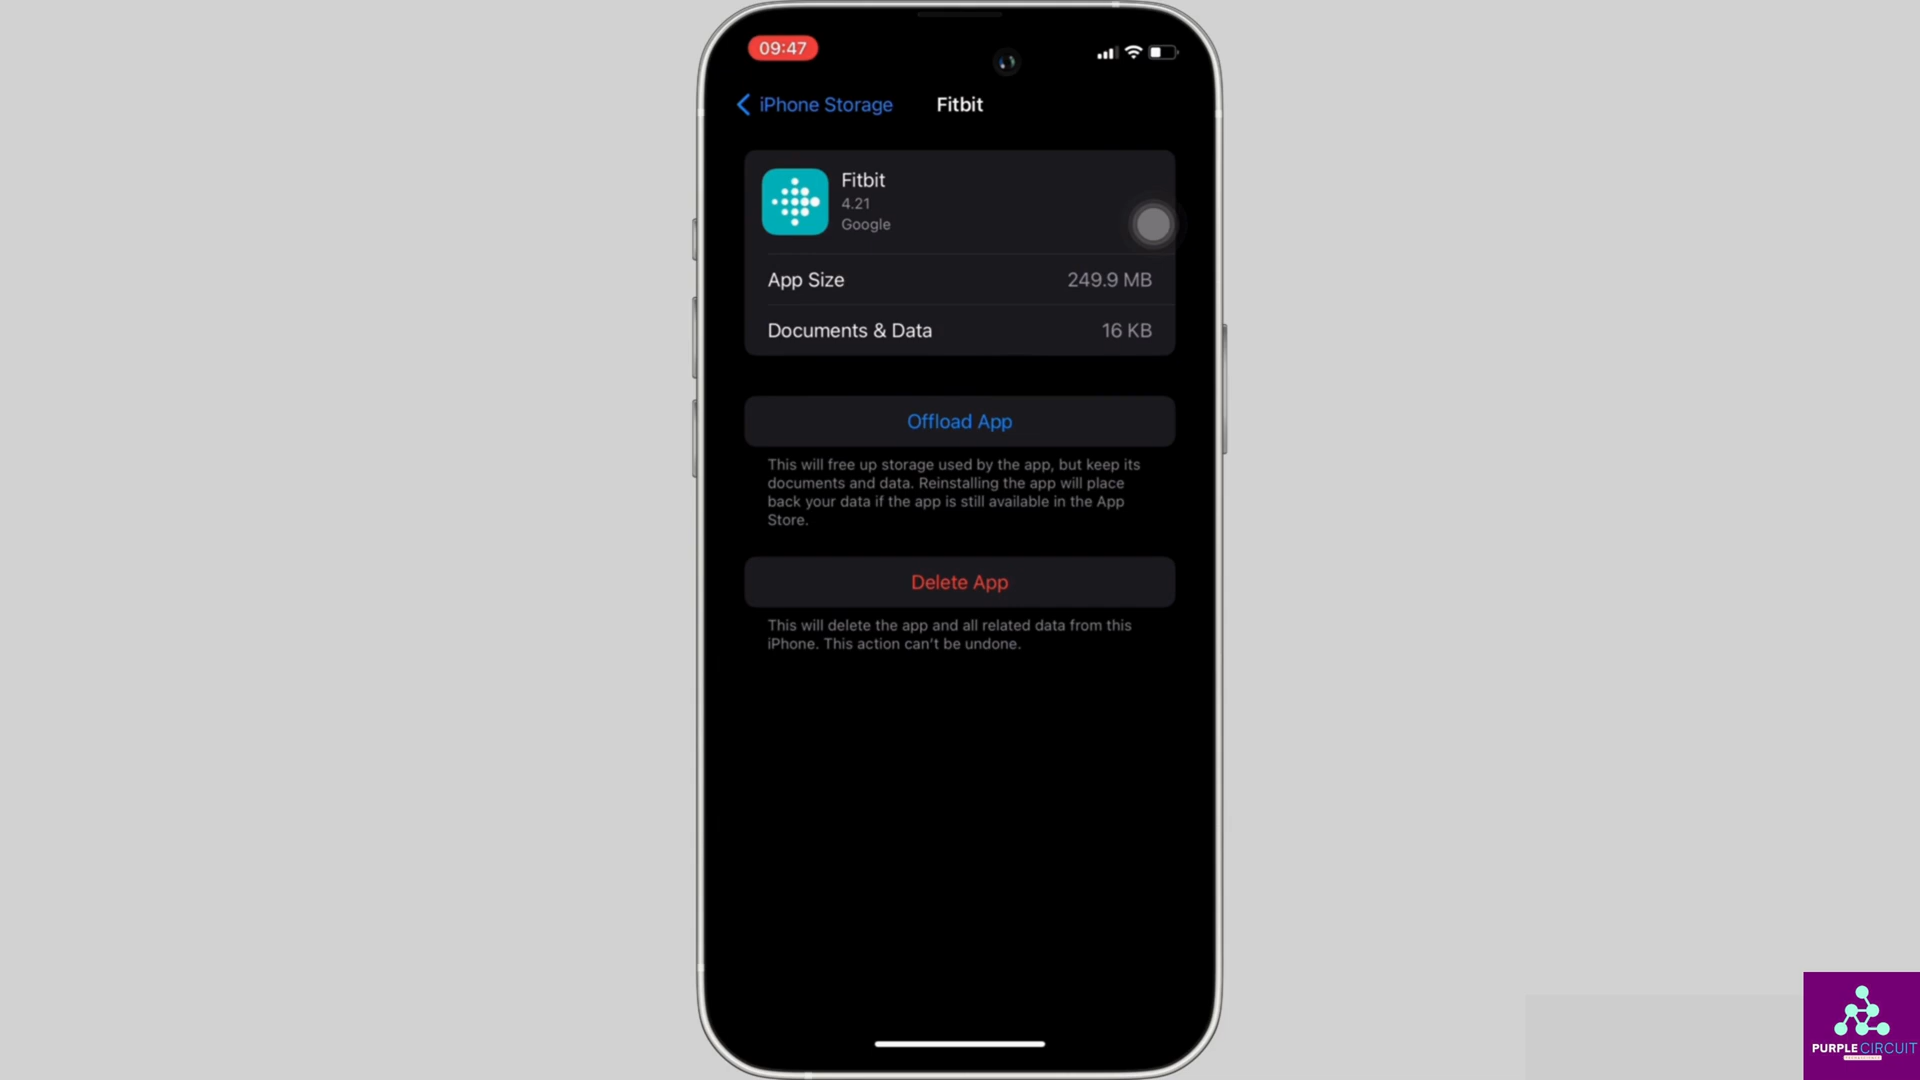 09:47
iPhone Storage
Fitbit
Fitbit
4.21
Google
App Size 249.9 MB
Documents & Data 16 KB
Offload App
This will free up storage used by the app, but keep its
documents and data. Reinstalling the app will place
back your data if the app is still available in the App
Store.
Delete App
This will delete the app and all related data from this
iPhone. This action can't be undone.
PURPLECIRCUIT